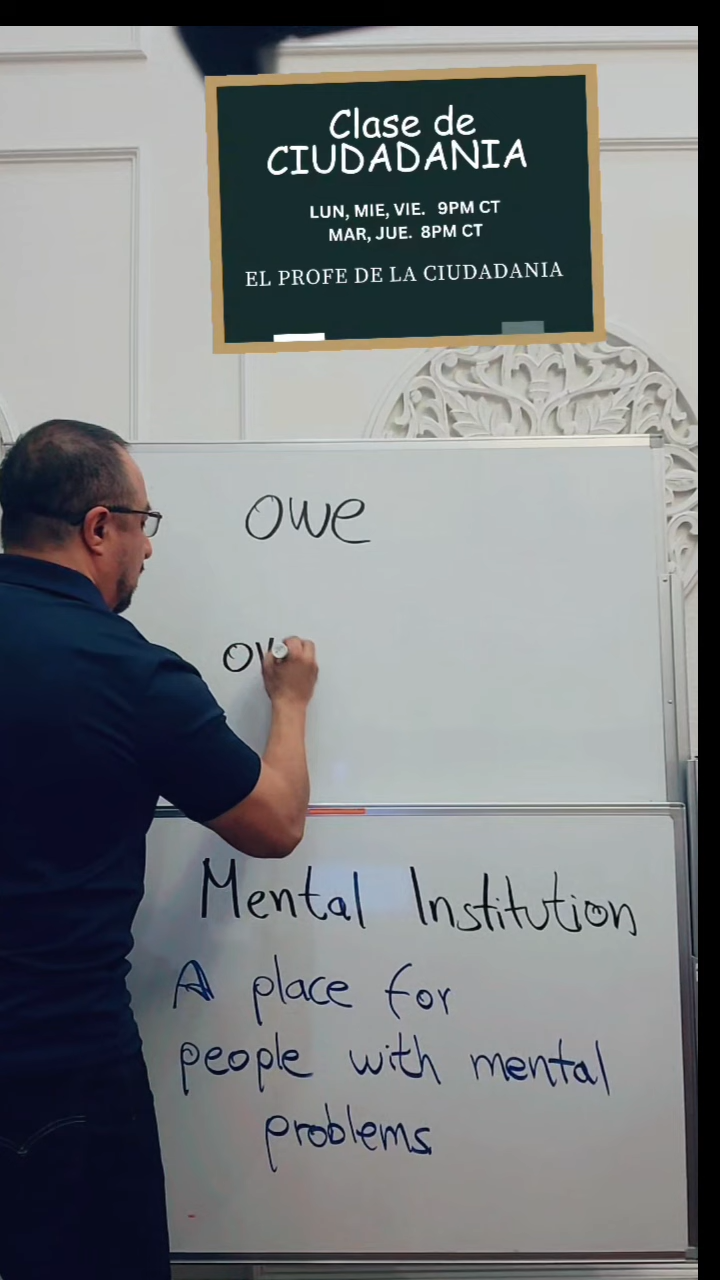 Clase de
CIUDADANIA
LUN, MIE, VIE. 9PM CT
MAR, JUE. 8PM CT
EL PROFE DE LA CIUDADANIA
owe
Mental Institution
A place for
people with mental
problems